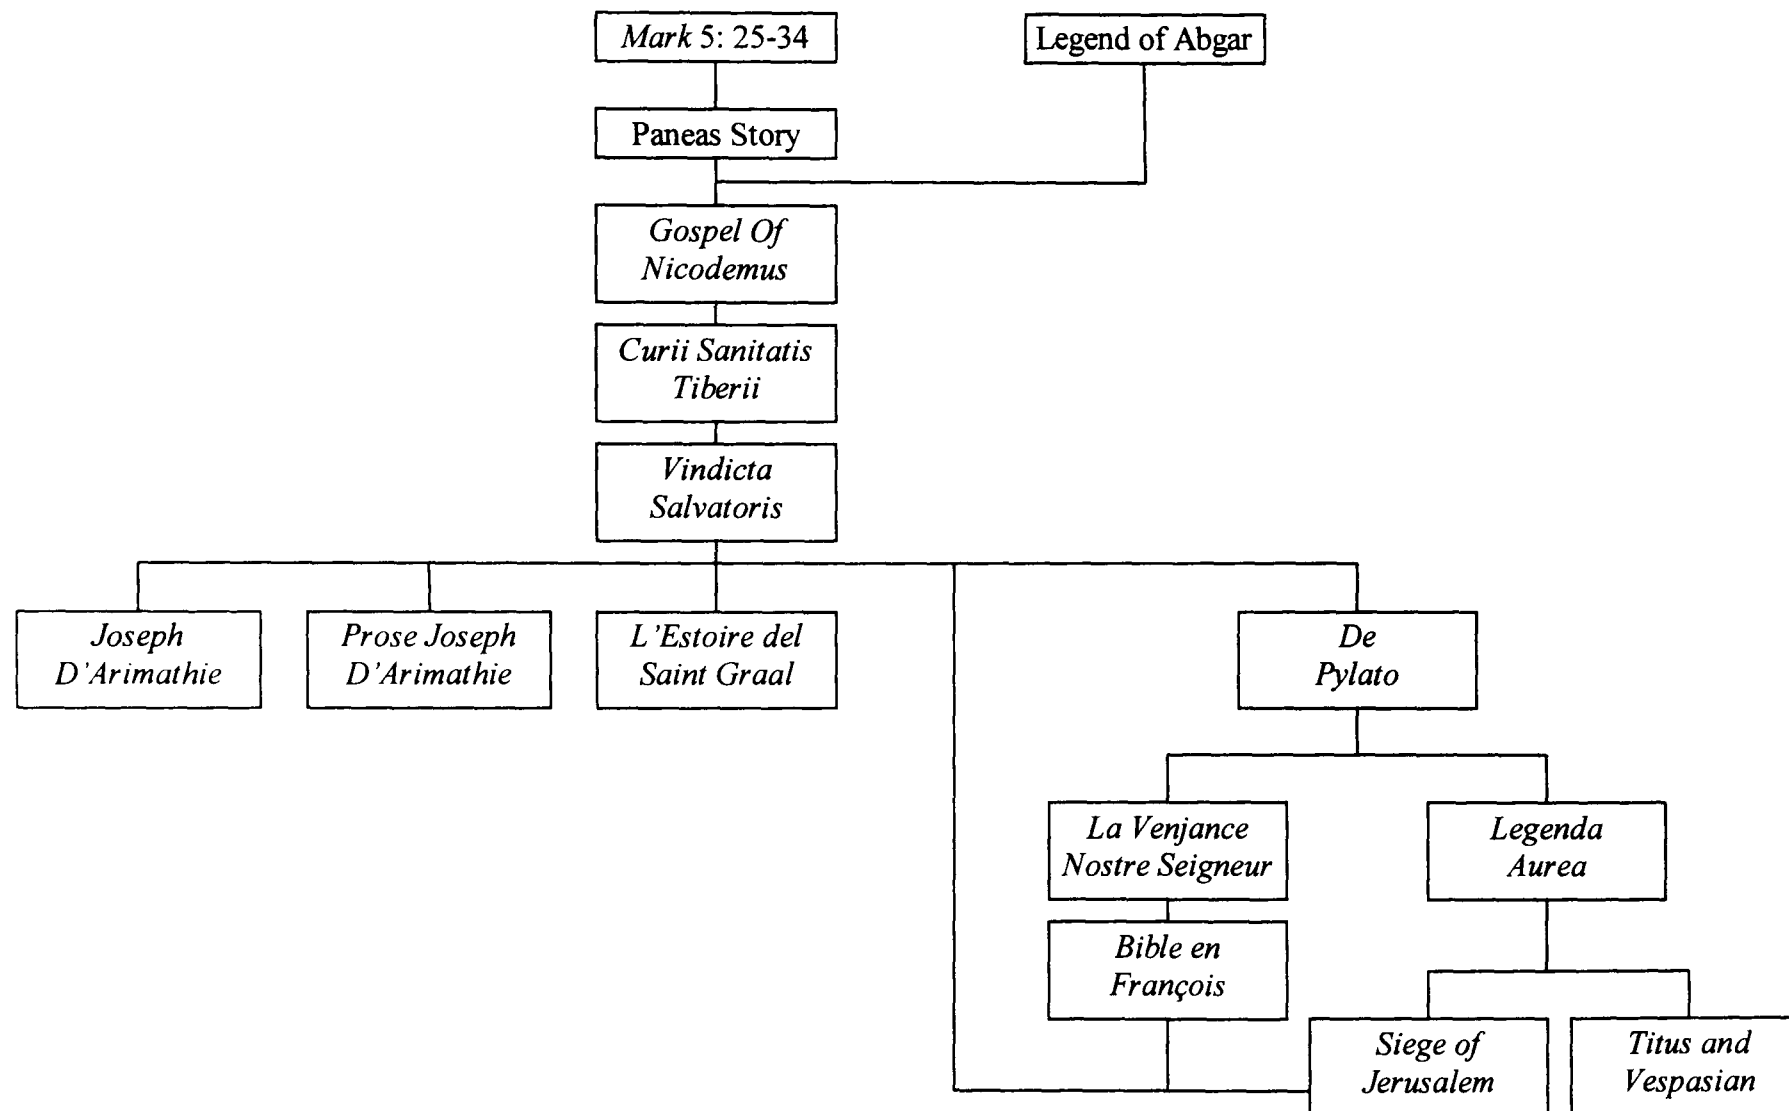 Mark 5: 25-34
Legend of Abgar
Paneas Story
Gospel Of
Nicodemus
Curii Sanitatis
Tiberii
Vindicta
Salvatoris
Joseph
D'Arimathie
Prose Joseph
D'Arimathie
L'Estoire del
Saint Graal
De
Pylato
La Venjance
Nostre Seigneur
Legenda
Aurea
Bible en
François
Siege of
Jerusalem
Titus and
Vespasian